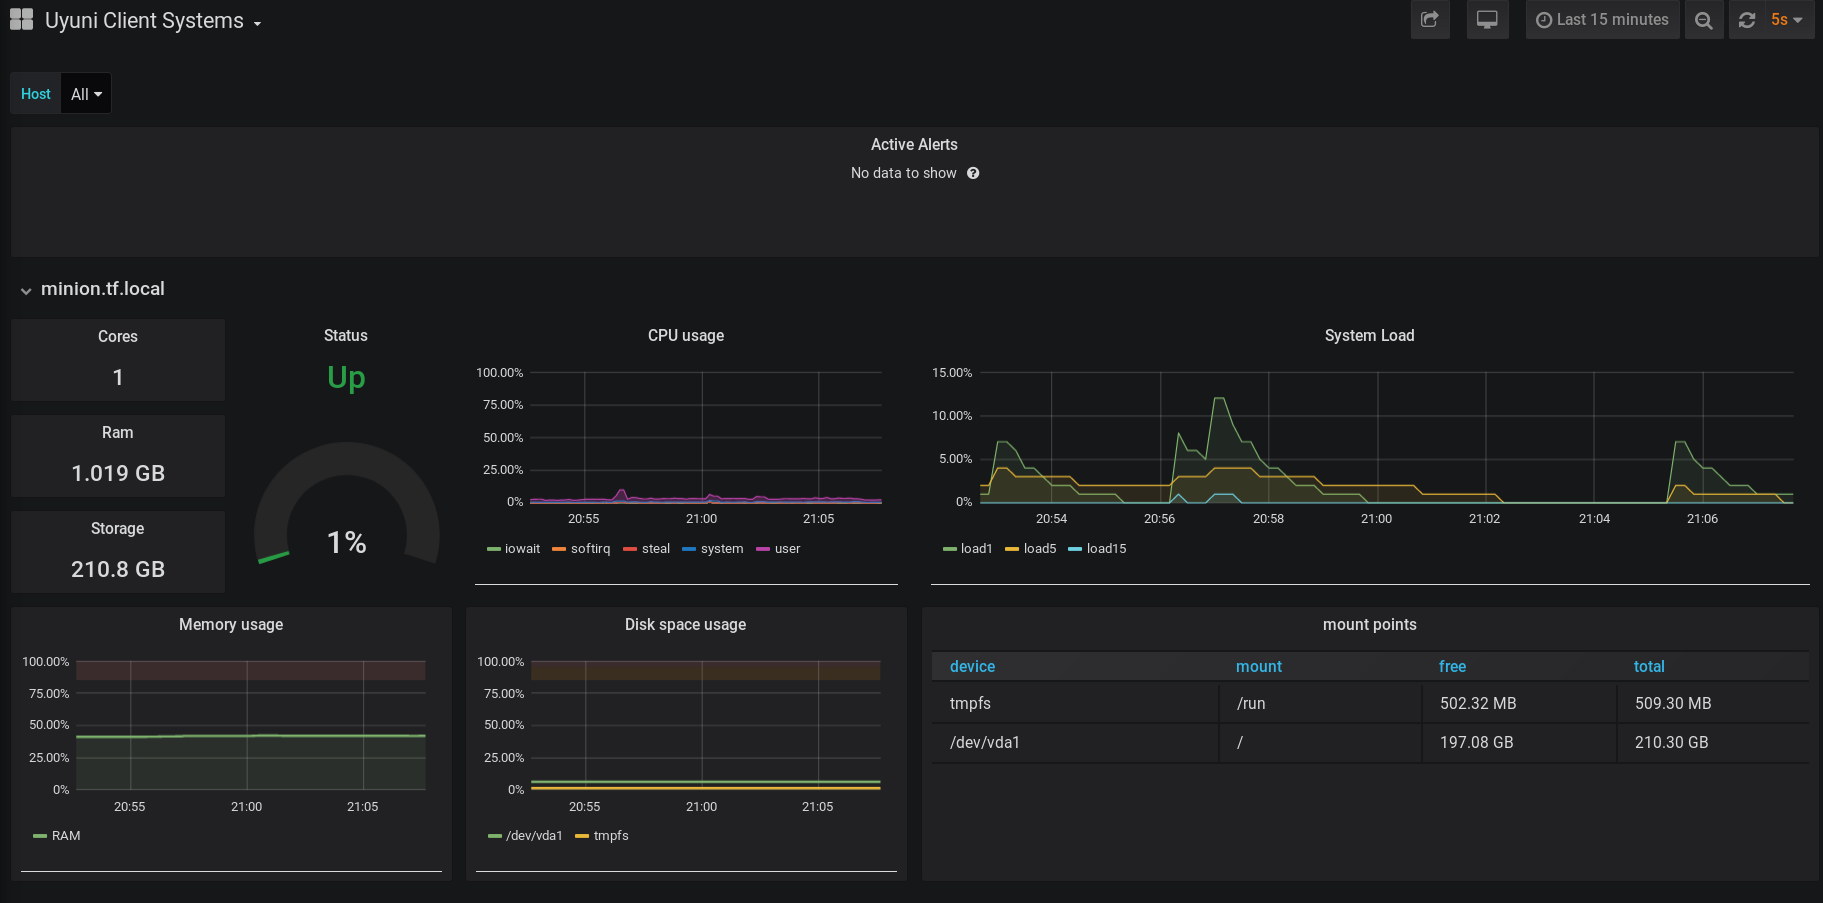 Uyuni Client Systems
Last 15 minutes
5s
Host All
Active Alerts
No data to show
minion.tf.local
Cores
1
Ram
1.019 GB
Storage
210.8 GB
Status
Up
1%
CPU usage
100.00%
75.00%
50.00%
25.00%
0%
20:55 21:00 21:05
iowait softirq steal system user
System Load
15.00%
10.00%
5.00%
0%
20:54 20:56 20:58 21:00 21:02 21:04 21:06
load1 load5 load15
Memory usage
100.00%
75.00%
50.00%
25.00%
0%
20:55 21:00 21:05
RAM
Disk space usage
100.00%
75.00%
50.00%
25.00%
0%
20:55 21:00 21:05
/dev/vda1 tmpfs
mount points
device mount free total
tmpfs /run 502.32 MB 509.30 MB
/dev/vda1 / 197.08 GB 210.30 GB